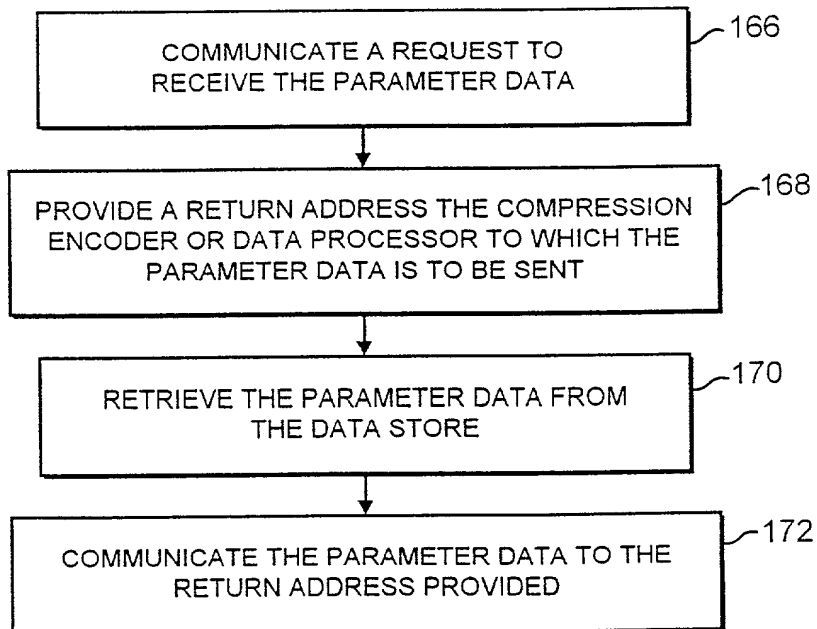 COMMUNICATE A REQUEST TO
RECEIVE THE PARAMETER DATA
166
PROVIDE A RETURN ADDRESS THE COMPRESSION
ENCODER OR DATA PROCESSOR TO WHICH THE
PARAMETER DATA IS TO BE SENT
168
RETRIEVE THE PARAMETER DATA FROM
THE DATA STORE
170
COMMUNICATE THE PARAMETER DATA TO THE
RETURN ADDRESS PROVIDED
172